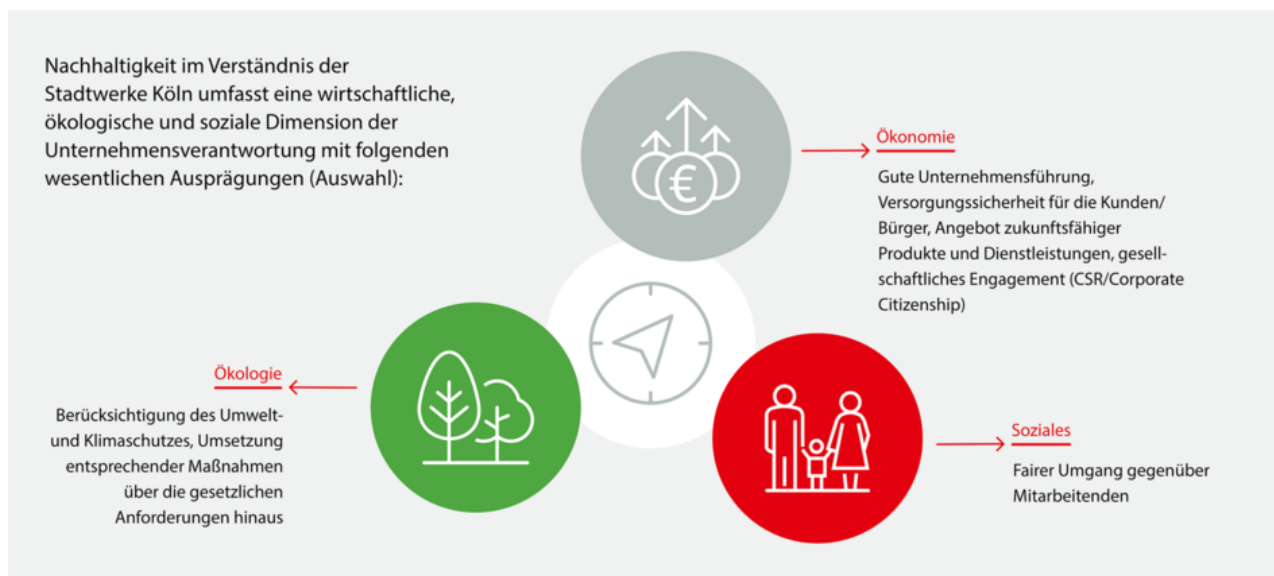 Nachhaltigkeit im Verständnis der
Stadtwerke Köln umfasst eine wirtschaftliche,
ökologische und soziale Dimension der
Unternehmensverantwortung mit folgenden
wesentlichen Ausprägungen (Auswahl):
€
Ökonomie
Gute Unternehmensführung,
Versorgungssicherheit für die Kunden/
Bürger, Angebot zukunftsfähiger
Produkte und Dienstleistungen, gesell-
schaftliches Engagement (CSR/Corporate
Citizenship)
Ökologie
Berücksichtigung des Umwelt-
und Klimaschutzes, Umsetzung
entsprechender Maßnahmen
über die gesetzlichen
Anforderungen hinaus
Soziales
Fairer Umgang gegenüber
Mitarbeitenden